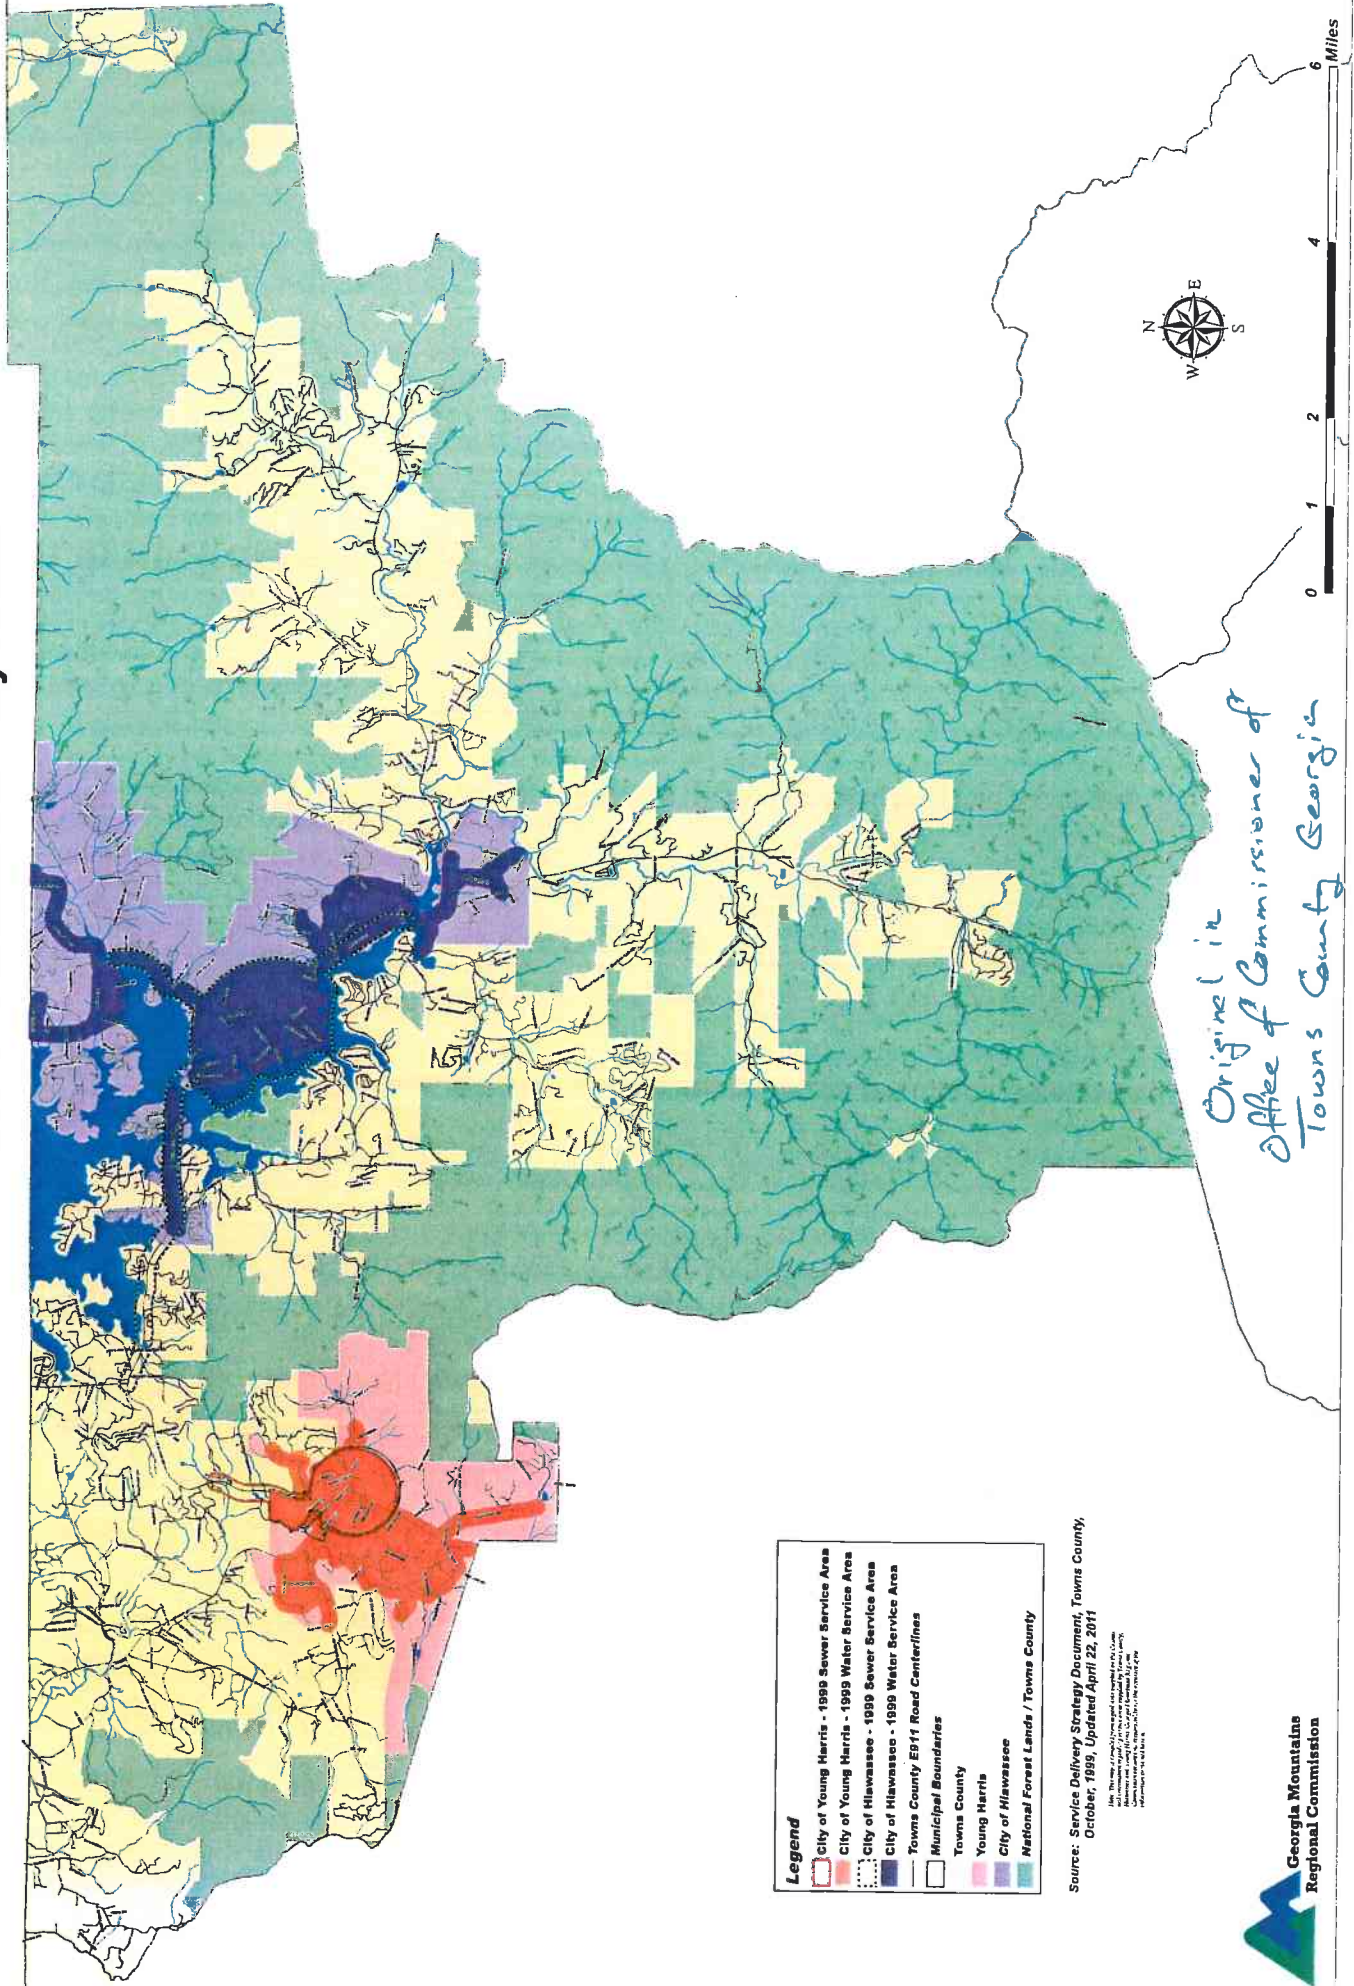 Legend
City of Young Harris - 1999 Sewer Service Area
City of Young Harris - 1999 Water Service Area
City of Hiawassee - 1999 Sewer Service Area
City of Hiawassee - 1999 Water Service Area
Towns County E911 Road Centerlines
Municipal Boundaries
Towns County
Young Harris
City of Hiawassee
National Forest Lands / Towns County
Source: Service Delivery Strategy Document, Towns County,
October, 1999, Updated April 22, 2011
Georgia Mountains
Regional Commission
Original in
Office of Commissioner of
Towns County Georgia
N
W
E
S
0 1 2 4 6
Miles